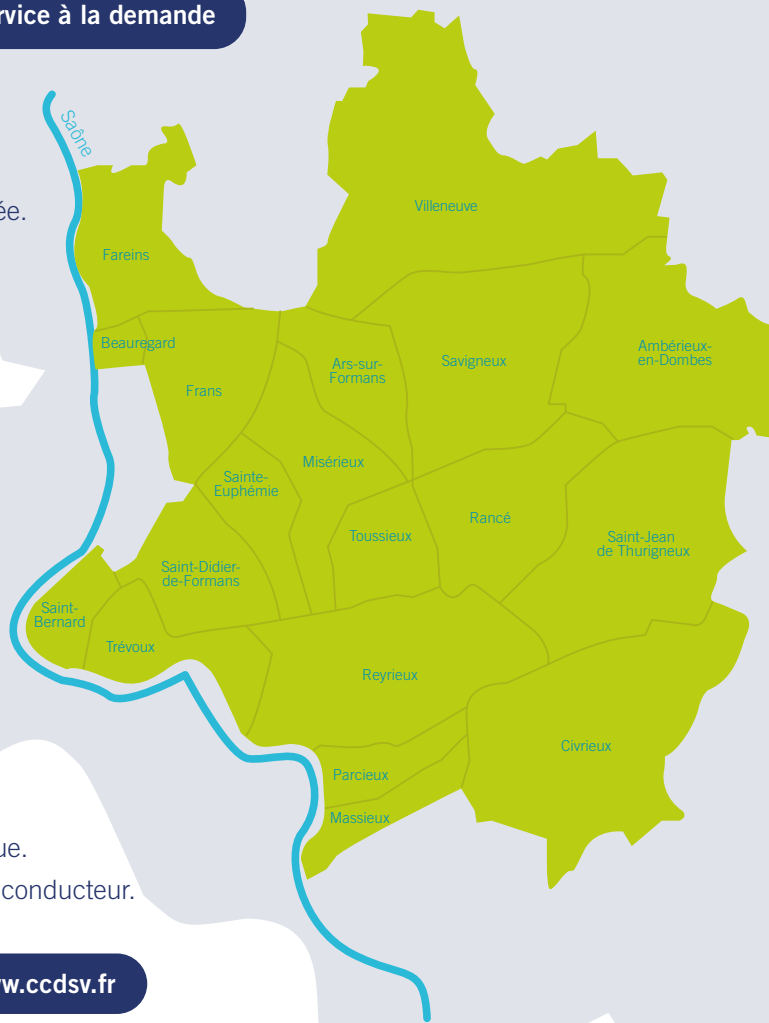 rvice à la demande
Saône
ée.
Villeneuve
Fareins
Beauregard
Ambérieux-
en-Dombes
Ars-sur-
Formans
Savigneux
Frans
Misérieux
Sainte-
Euphémie
Rancé
Toussieux
Saint-Jean
de Thurigneux
Saint-Didier-
de-Formans
Saint-
Bernard
Trévoux
Reyrieux
Civrieux
Parcieux
Massieux
ue.
conducteur.
w.ccdsv.fr